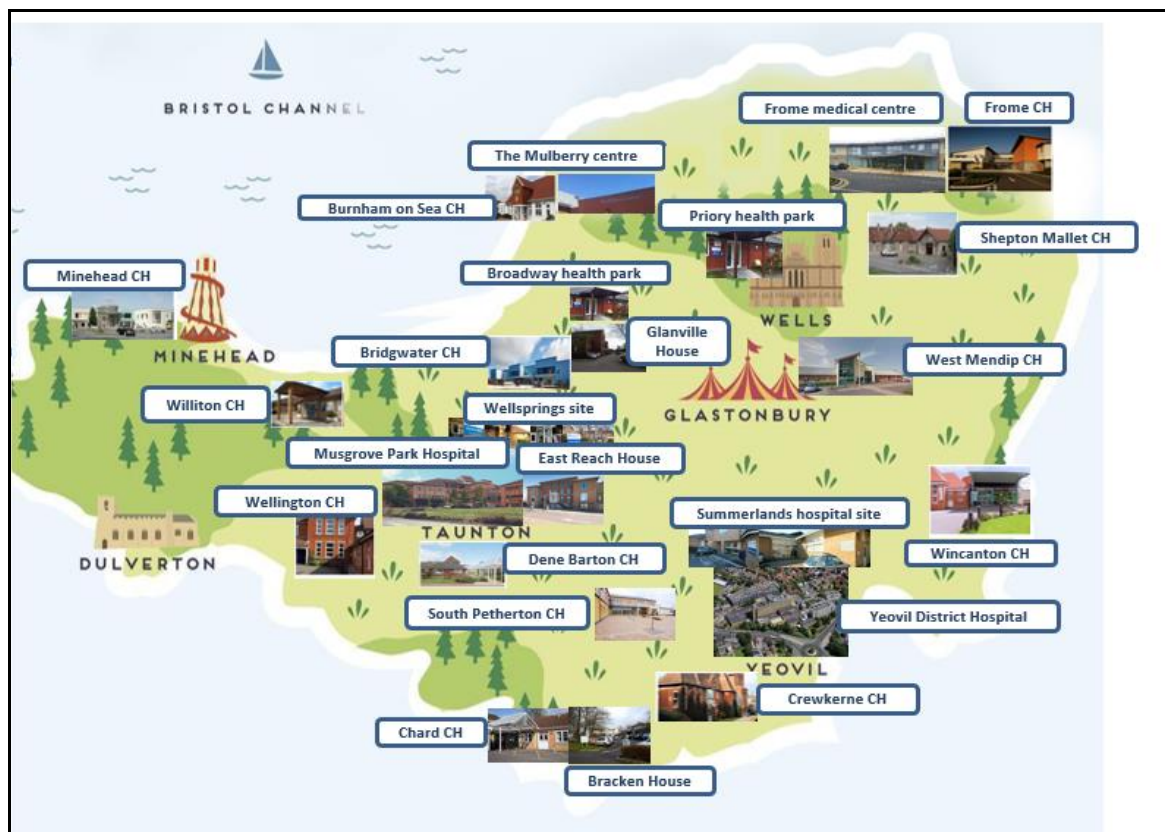 BRISTOL CHANNEL
Frome medical centre
Frome CH
The Mulberry centre
Burnham on Sea CH
Priory health park
Shepton Mallet CH
Minehead CH
Broadway health park
WELLS
MINEHEAD
Bridgwater CH
Glanville
House
West Mendip CH
Williton CH
Wellsprings site
GLASTONBURY
Musgrove Park Hospital
East Reach House
Wellington CH
Summerlands hospital site
TAUNTON
DULVERTON
Dene Barton CH
Wincanton CH
South Petherton CH
Yeovil District Hospital
YEOVIL
Crewkerne CH
Chard CH
Bracken House